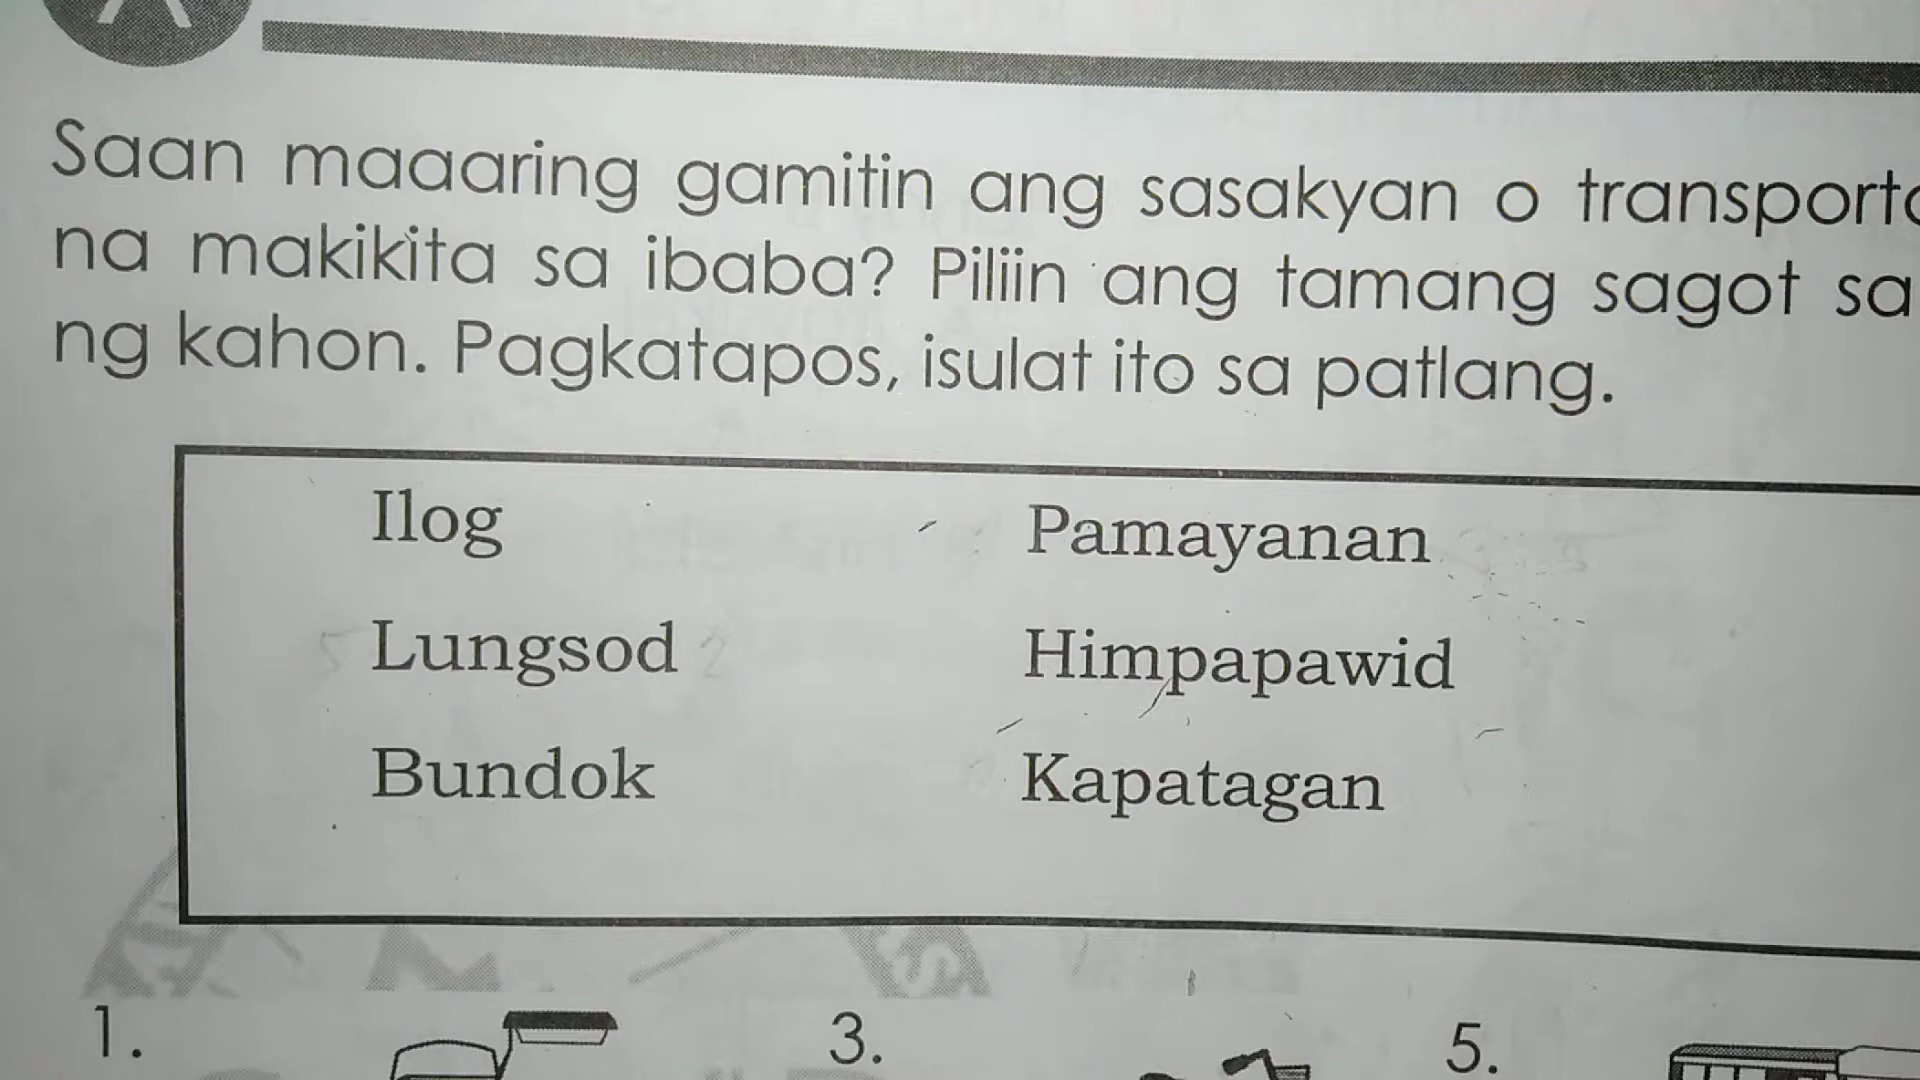 Saan maaaring gamitin ang sasakyan o
na makikita sa ibaba? Piliin ang tamang sagot sa
ng kahon. Pagkatapos, isulat ito sa patlang.
Ilog Pamayanan
Lungsod Himpapawid
Bundok Kapatagan
1. 3. 5.